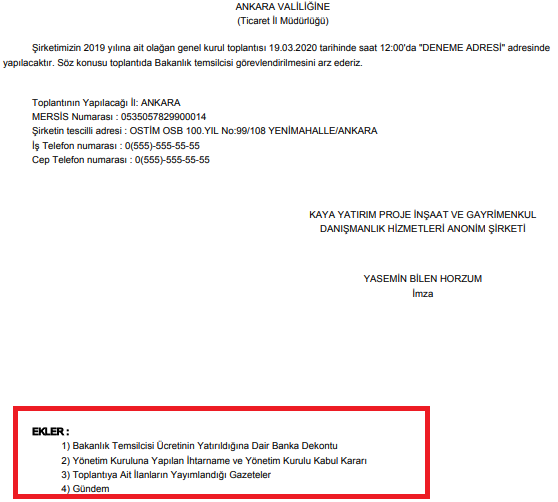 ANKARA VALİLİĞİNE
(Ticaret İl Müdürlüğü)
Şirketimizin 2019 yılına ait olağan genel kurul toplantısı 19.03.2020 tarihinde saat 12:00'da "DENEME ADRESİ" adresinde
yapılacaktır. Söz konusu toplantıda Bakanlık temsilcisi görevlendirilmesini arz ederiz.
Toplantının Yapılacağı İl: ANKARA
MERSİS Numarası : 0535057829900014
Şirketin tescilli adresi : OSTİM OSB 100.YIL No:99/108 YENİMAHALLE/ANKARA
İş Telefon numarası : 0(555)-555-55-55
Cep Telefon numarası : 0(555)-555-55-55
KAYA YATIRIM PROJE İNŞAAT VE GAYRİMENKUL
DANIŞMANLIK HİZMETLERİ ANONİM ŞİRKETİ
YASEMİN BİLEN HORZUM
İmza
EKLER :
1) Bakanlık Temsilcisi Ücretinin Yatırıldığına Dair Banka Dekontu
2) Yönetim Kuruluna Yapılan İhtarname ve Yönetim Kurulu Kabul Kararı
3) Toplantıya Ait İlanların Yayımlandığı Gazeteler
4) Gündem